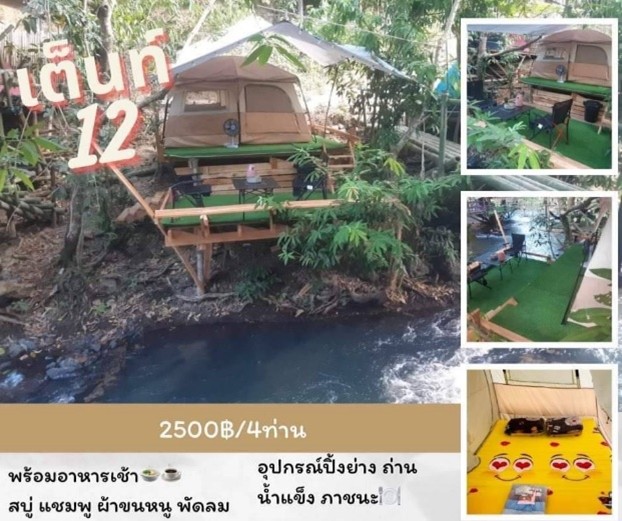 เต็นท์
12
2500฿/4ท่าน
พร้อมอาหารเช้า🍲☕
สบู่ แชมพู ผ้าขนหนู พัดลม
อุปกรณ์ปิ้งย่าง ถ่าน
น้ำแข็ง ภาชนะ🍽️